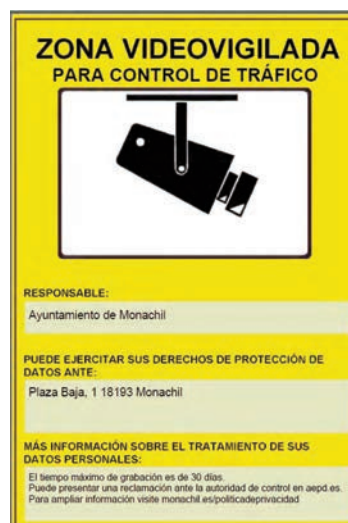 ZONA VIDEOVIGILADA
PARA CONTROL DE TRÁFICO
RESPONSABLE:
Ayuntamiento de Monachil
PUEDE EJERCITAR SUS DERECHOS DE PROTECCIÓN DE
DATOS ANTE:
Plaza Baja, 1 18193 Monachil
MÁS INFORMACIÓN SOBRE EL TRATAMIENTO DE SUS
DATOS PERSONALES:
El tiempo máximo de grabación es de 30 días.
Puede presentar una reclamación ante la autoridad de control en aepd.es.
Para ampliar información visite monachil.es/politicadeprivacidad